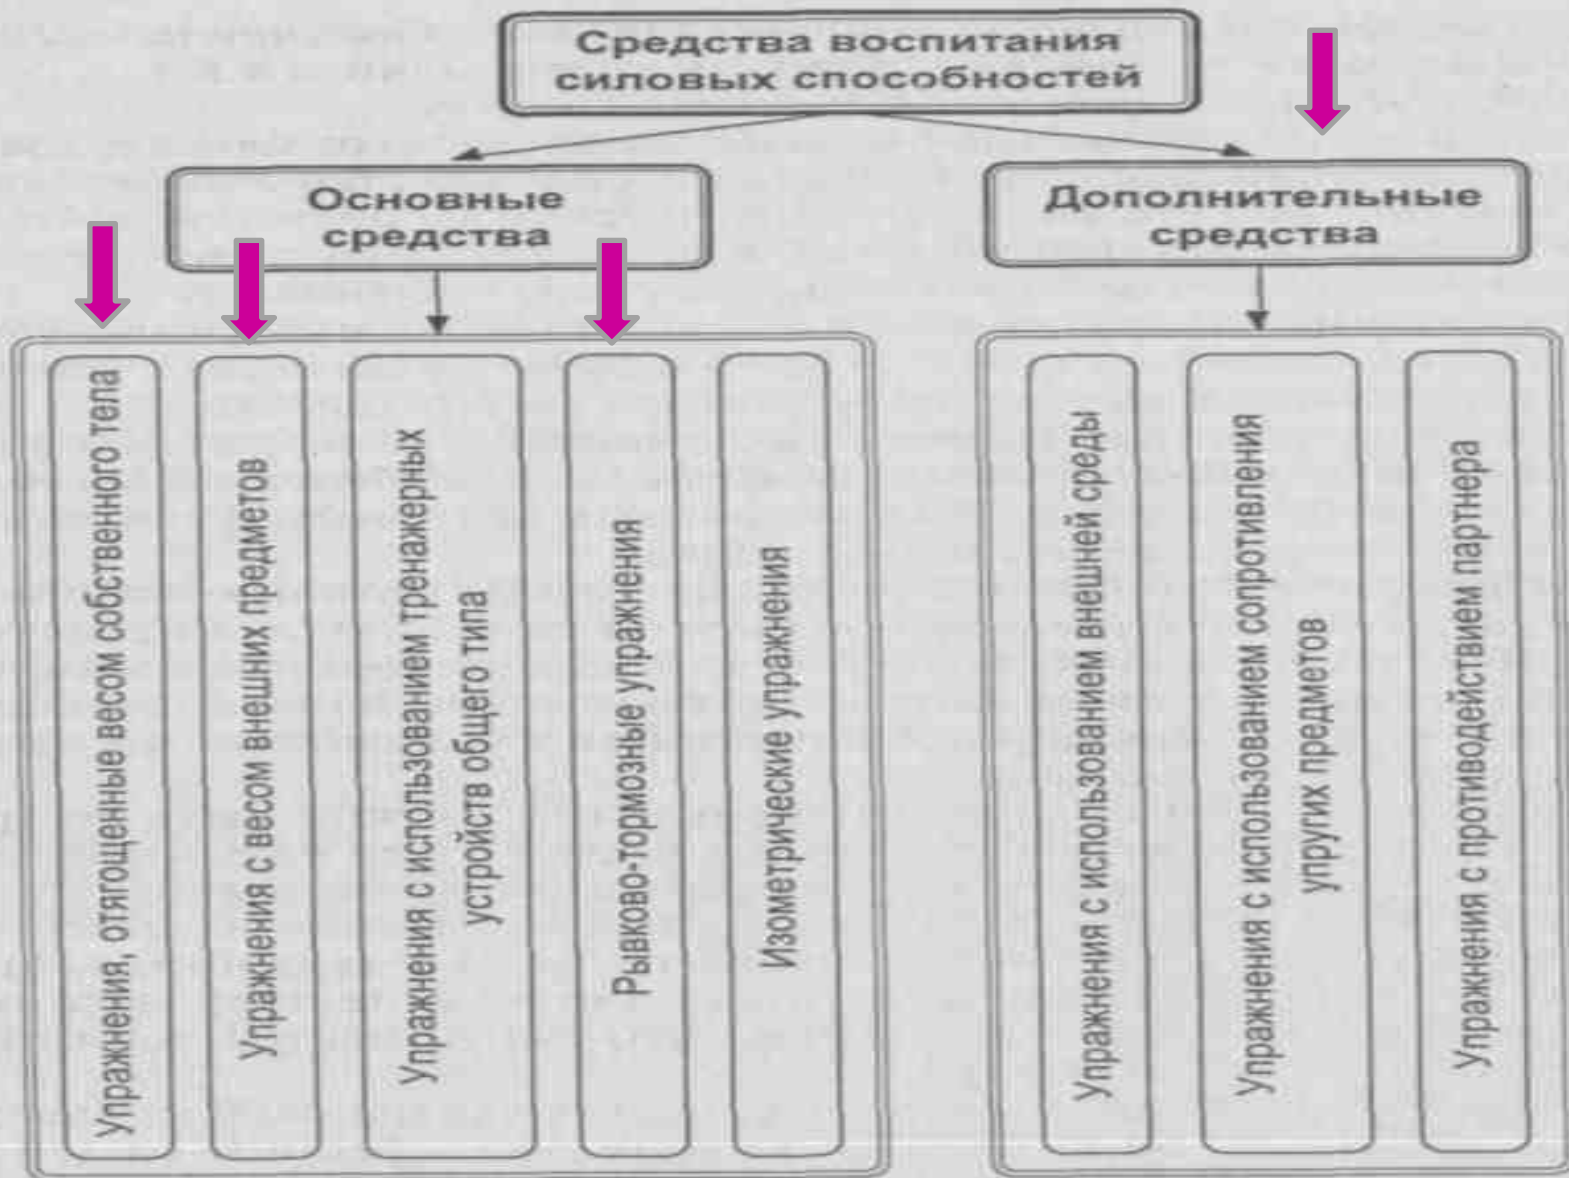 Средства воспитания
силовых способностей
Основные
средства
Дополнительные
средства
Упражнения, отягощенные весом собственного тела
Упражнения с весом внешних предметов
Упражнения с использованием тренажерных
устройств общего типа
Рывково-тормозные упражнения
Изометрические упражнения
Упражнения с использованием внешней среды
Упражнения с использованием сопротивления
упругих предметов
Упражнения с противодействием партнера